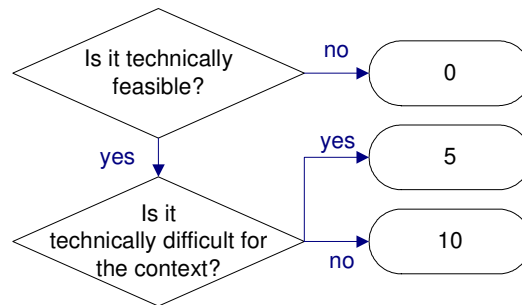 Is it technically
feasible?
no
0
yes
Is it
technically difficult for
the context?
yes
5
no
10